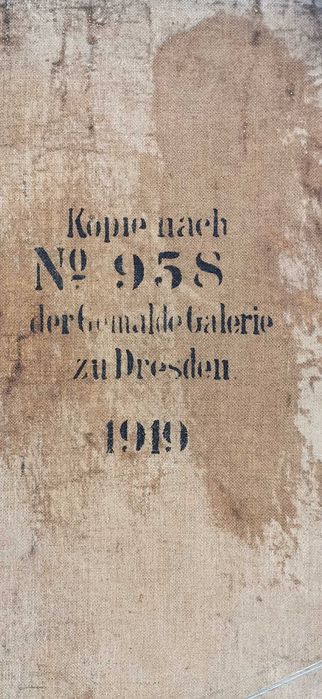 Kopie nach
Nº 958
der Gemälde Galerie
zu Dresden
1919